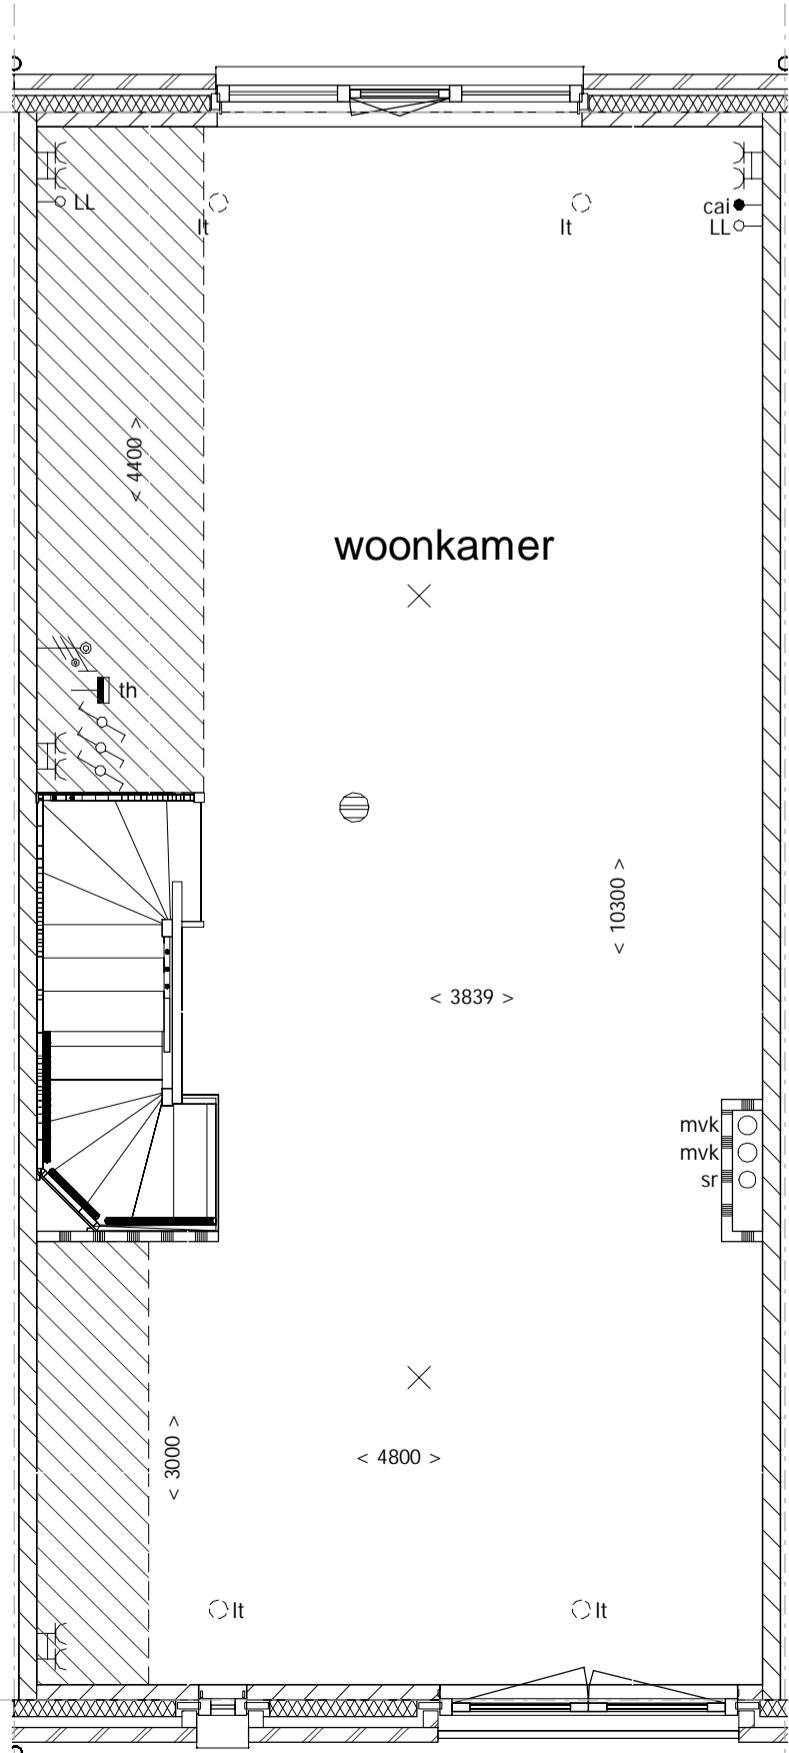 LL
lt
lt
cai
LL
< 4400 >
woonkamer
th
< 10300 >
< 3839 >
mvk
mvk
sr
< 3000 >
< 4800 >
lt
lt